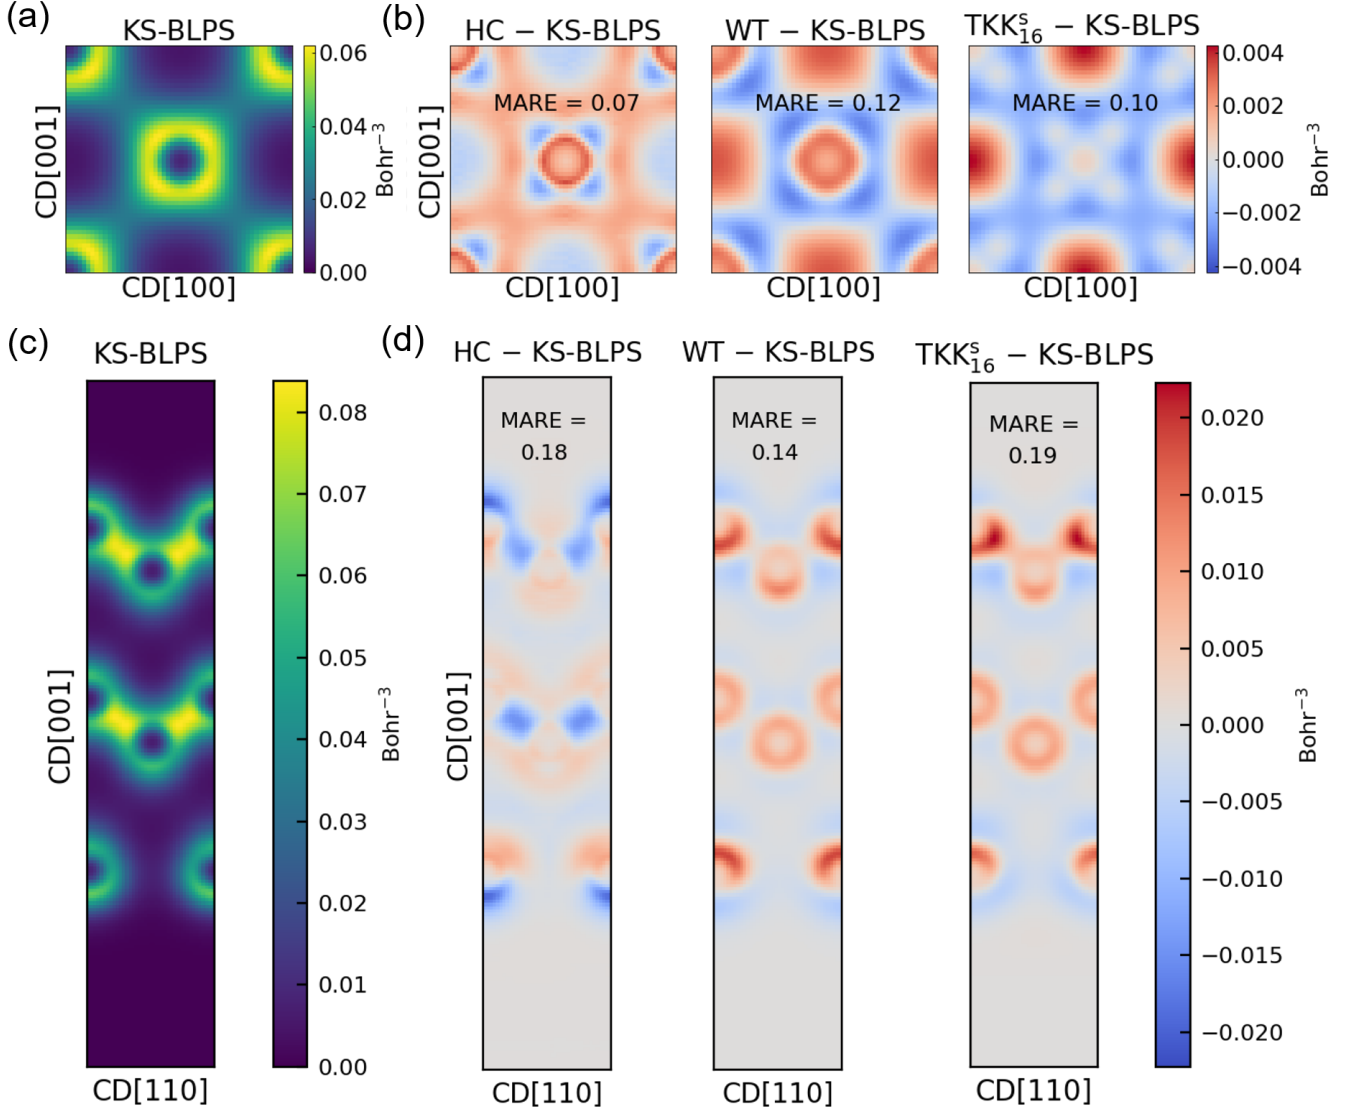 (a)
KS-BLPS
CD[001]
CD[100]
0.06
0.04
0.02
0.00
Bohr⁻³
(b)
HC − KS-BLPS
WT − KS-BLPS
TKKˢ₁₆ − KS-BLPS
CD[001]
MARE = 0.07
MARE = 0.12
MARE = 0.10
CD[100]
CD[100]
CD[100]
0.004
0.002
0.000
−0.002
−0.004
Bohr⁻³
(c)
KS-BLPS
CD[001]
CD[110]
0.08
0.07
0.06
0.05
0.04
0.03
0.02
0.01
0.00
Bohr⁻³
(d)
HC − KS-BLPS
WT − KS-BLPS
TKKˢ₁₆ − KS-BLPS
CD[001]
MARE =
0.18
MARE =
0.14
MARE =
0.19
CD[110]
CD[110]
CD[110]
0.020
0.015
0.010
0.005
0.000
−0.005
−0.010
−0.015
−0.020
Bohr⁻³